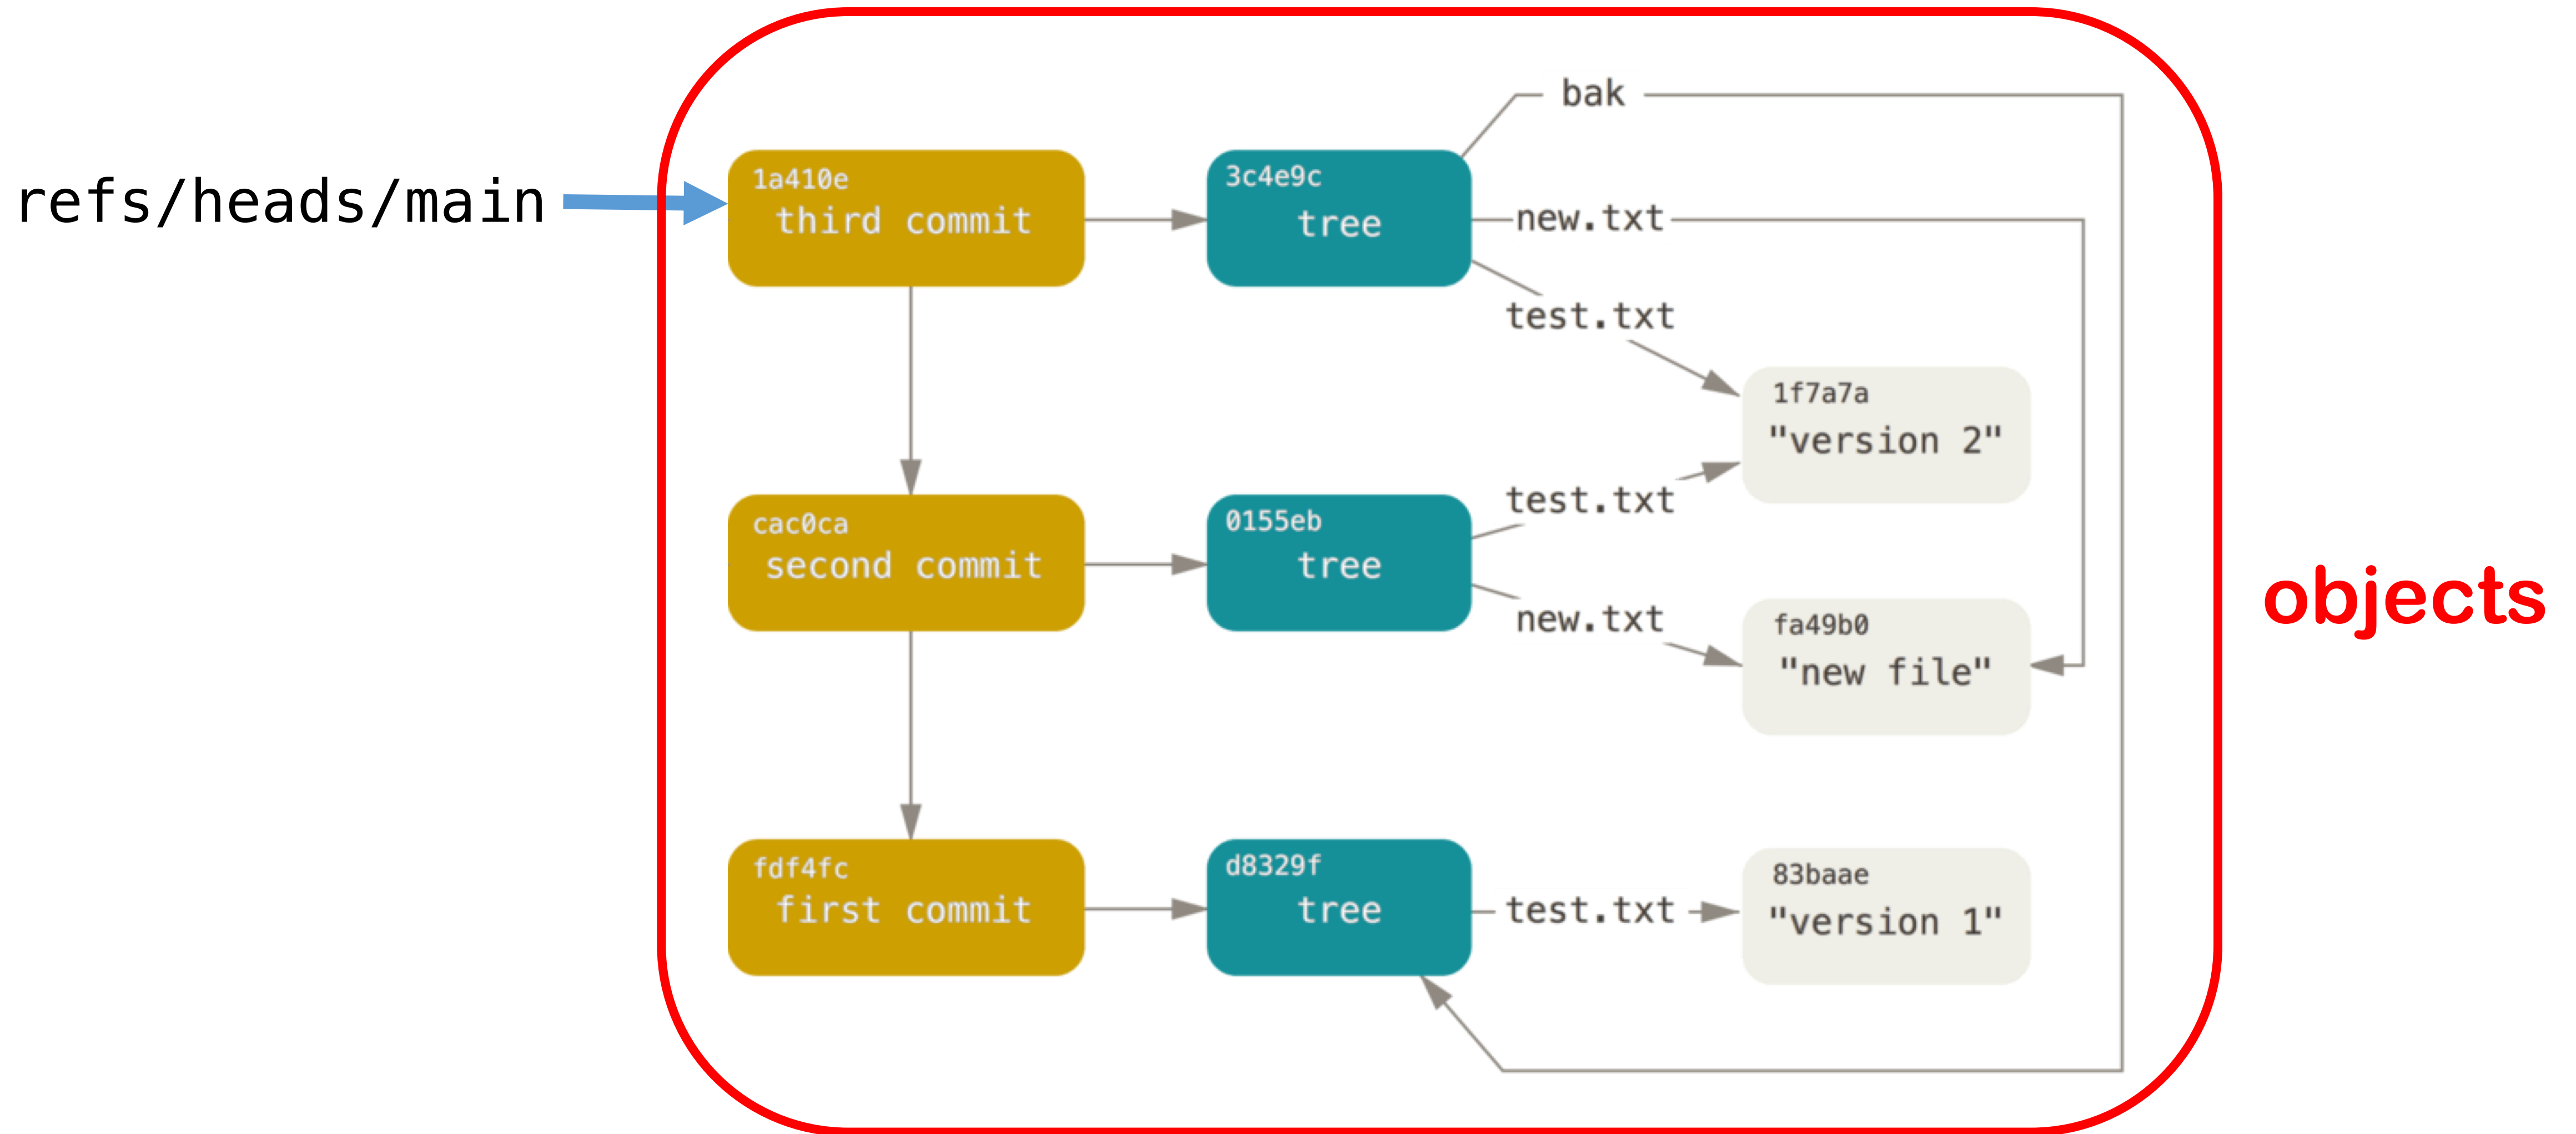 refs/heads/main
bak
1a410e
third commit
3c4e9c
tree
new.txt
test.txt
1f7a7a
"version 2"
cac0ca
second commit
0155eb
tree
test.txt
new.txt
fa49b0
"new file"
objects
fdf4fc
first commit
d8329f
tree
test.txt
83baae
"version 1"